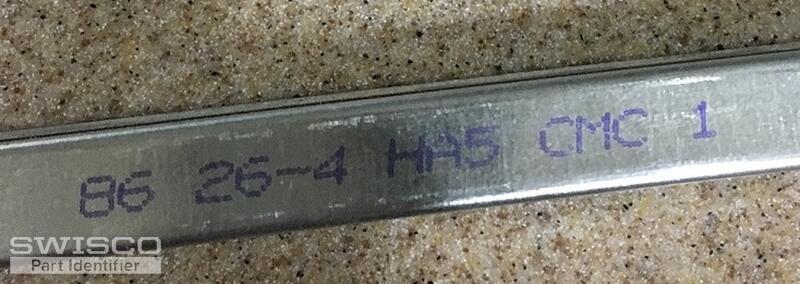 86 26-4 HA5 CMC 1
SWISCO
Part Identifier